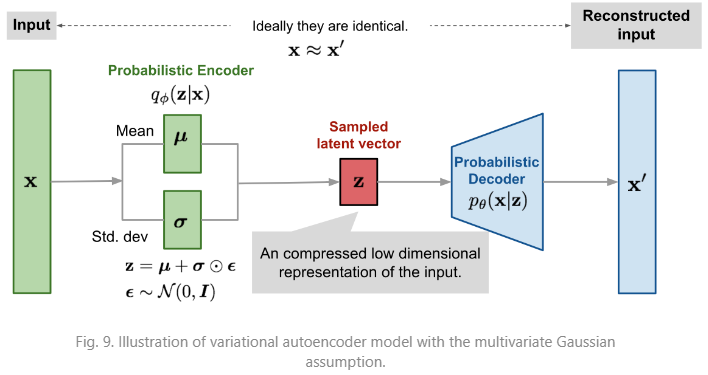 Input
Ideally they are identical.
x ≈ x′
Reconstructed
input
Probabilistic Encoder
qϕ(z|x)
Mean
μ
x
Std. dev
σ
z = μ + σ ⊙ ϵ
ϵ ∼ 𝒩(0, I)
Sampled
latent vector
z
An compressed low dimensional
representation of the input.
Probabilistic
Decoder
pθ(x|z)
x′
Fig. 9. Illustration of variational autoencoder model with the multivariate Gaussian
assumption.